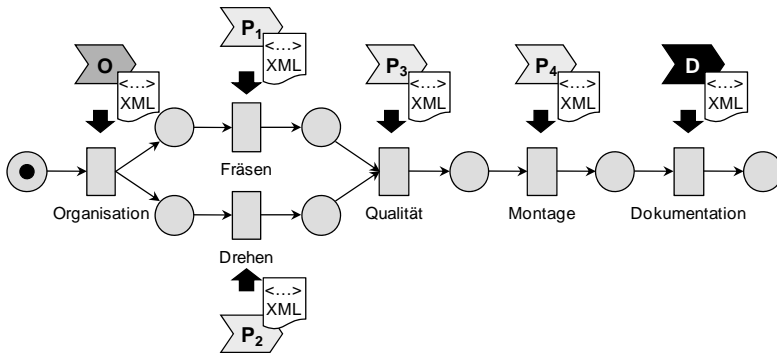 O
<...>
XML
P1
<...>
XML
P3
<...>
XML
P4
<...>
XML
D
<...>
XML
Fräsen
Organisation
Qualität
Montage
Dokumentation
Drehen
<...>
XML
P2